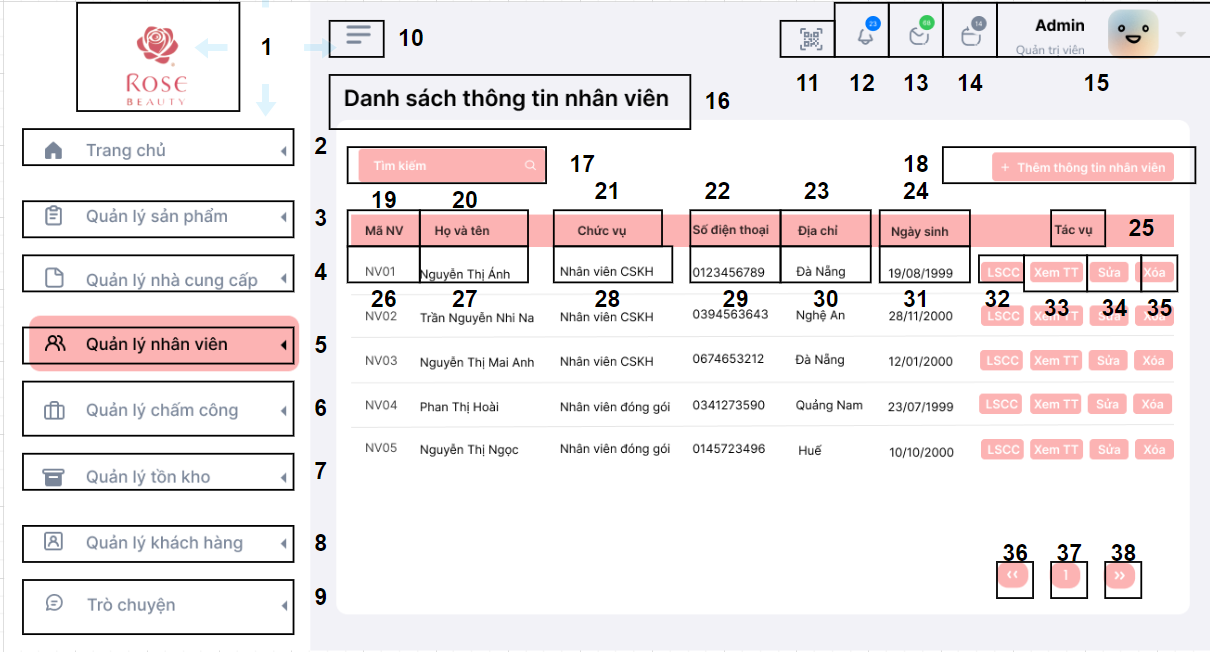 ROSE
BEAUTY
1
10
11
12
23
13
68
14
14
Admin
Quản trị viên
15
Danh sách thông tin nhân viên
16
Trang chủ
2
Quản lý sản phẩm
3
Quản lý nhà cung cấp
4
Quản lý nhân viên
5
Quản lý chấm công
6
Quản lý tồn kho
7
Quản lý khách hàng
8
Trò chuyện
9
Tìm kiếm
17
18
+ Thêm thông tin nhân viên
19 20 21 22 23 24
Mã NV Họ và tên Chức vụ Số điện thoại Địa chỉ Ngày sinh Tác vụ 25
NV01 Nguyễn Thị Ánh Nhân viên CSKH 0123456789 Đà Nẵng 19/08/1999 LSCC Xem TT Sửa Xóa
26 27 28 29 30 31 32 33 34 35
NV02 Trần Nguyễn Nhi Na Nhân viên CSKH 0394563643 Nghệ An 28/11/2000 LSCC Xem TT Sửa Xóa
NV03 Nguyễn Thị Mai Anh Nhân viên CSKH 0674653212 Đà Nẵng 12/01/2000 LSCC Xem TT Sửa Xóa
NV04 Phan Thị Hoài Nhân viên đóng gói 0341273590 Quảng Nam 23/07/1999 LSCC Xem TT Sửa Xóa
NV05 Nguyễn Thị Ngọc Nhân viên đóng gói 0145723496 Huế 10/10/2000 LSCC Xem TT Sửa Xóa
36 37 38
‹‹ 1 ››